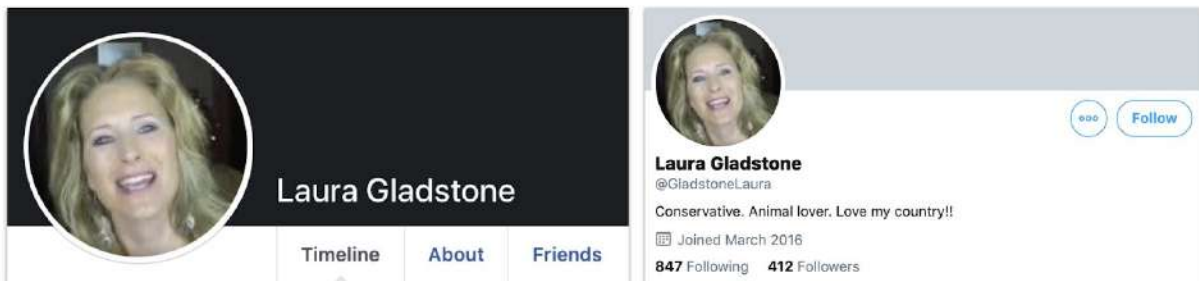 Laura Gladstone
Timeline About Friends
Follow
Laura Gladstone
@GladstoneLaura
Conservative. Animal lover. Love my country!!
Joined March 2016
847 Following 412 Followers